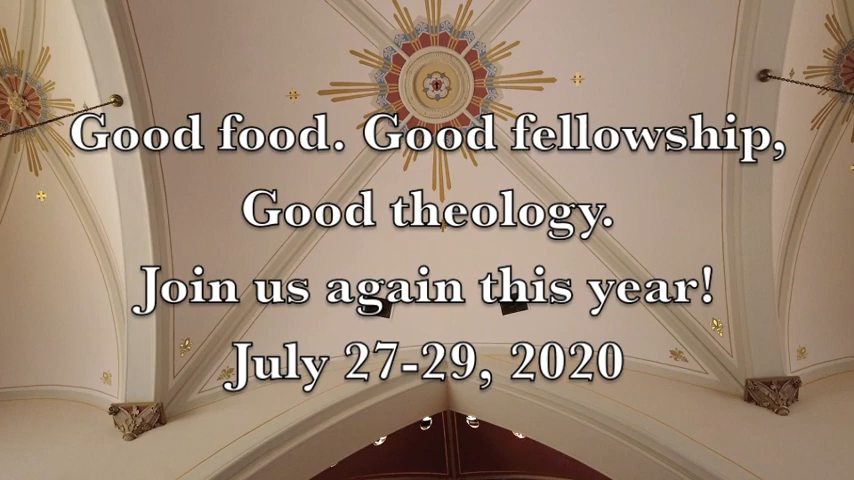 Good food. Good fellowship,
Good theology.
Join us again this year!
July 27-29, 2020